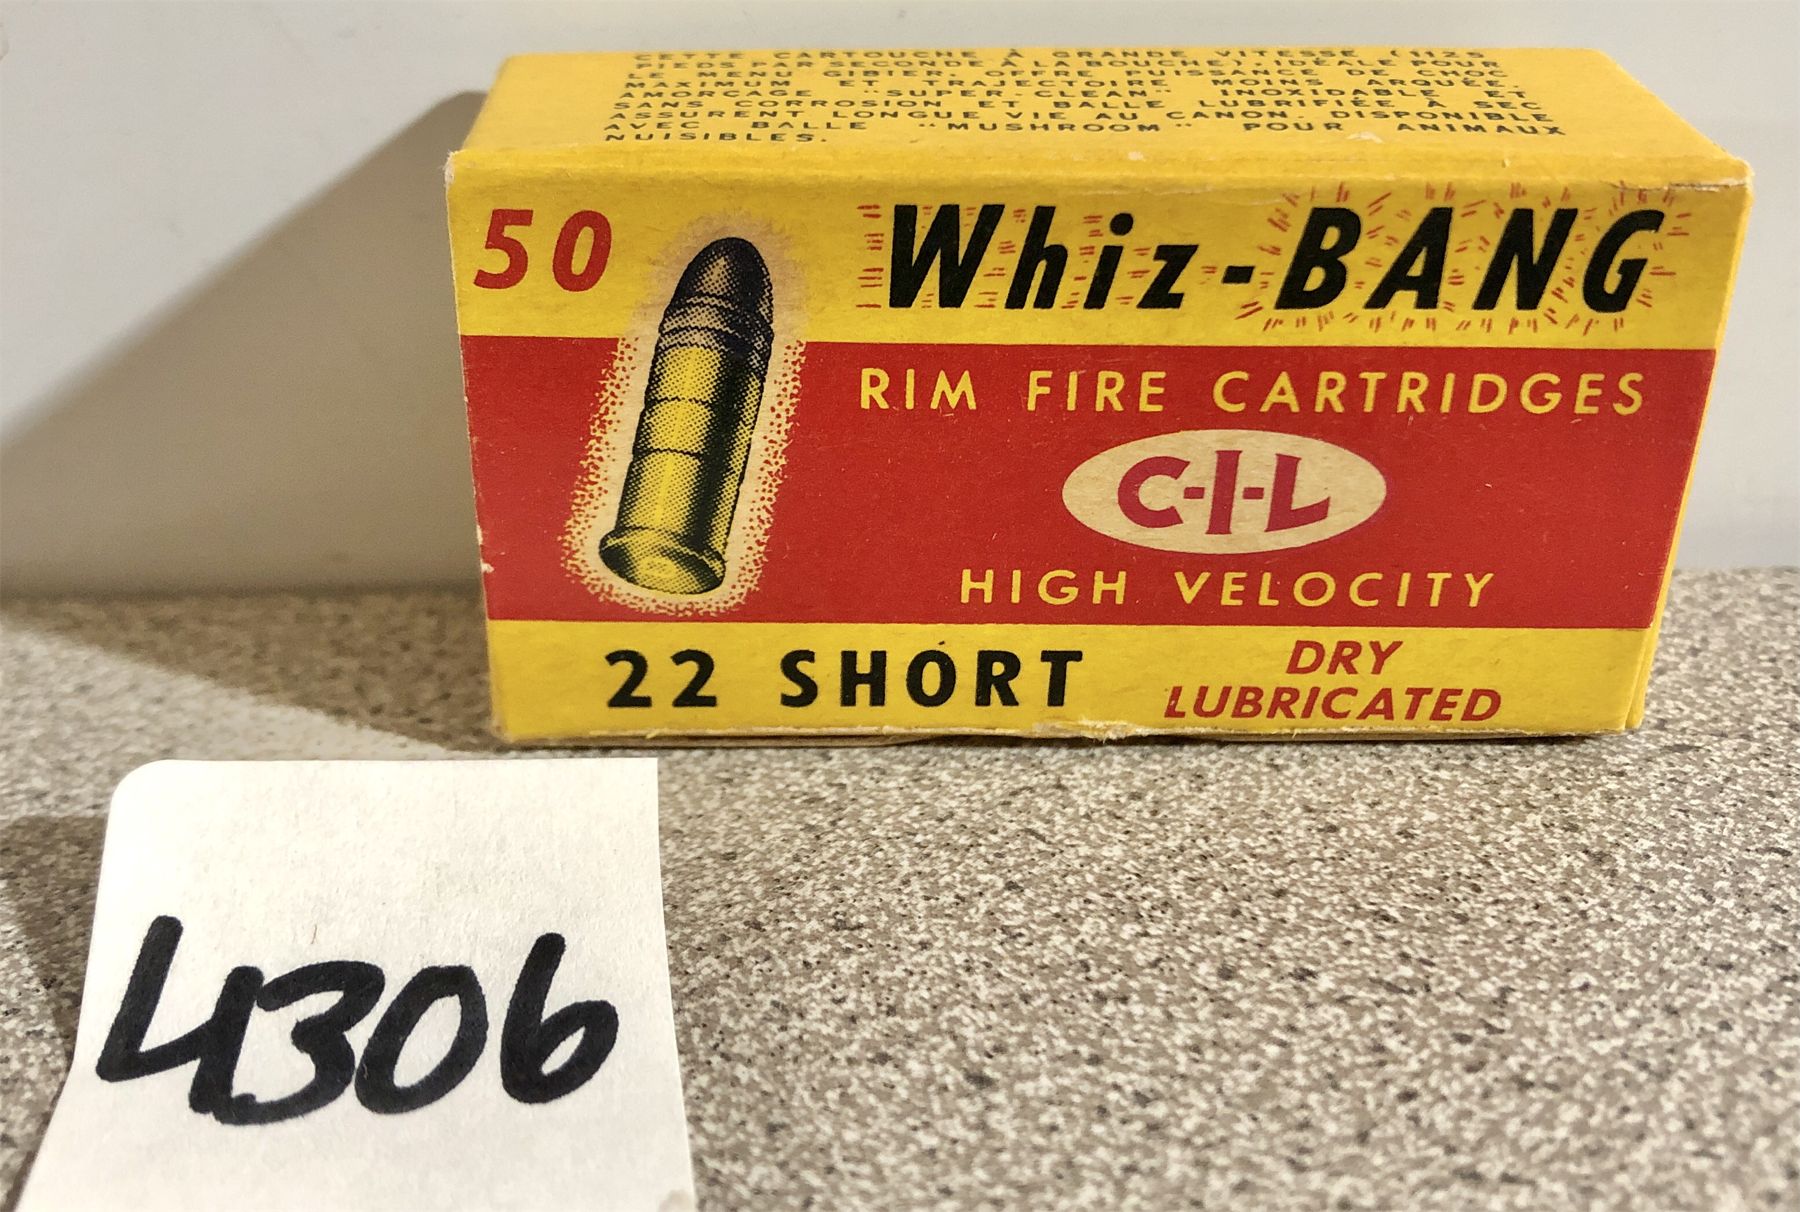 CETTE CARTOUCHE À GRANDE VITESSE (1125
PIEDS PAR SECONDE À LA BOUCHE), IDÉALE POUR
LE MENU GIBIER, OFFRE PUISSANCE DE CHOC
MAXIMUM ET TRAJECTOIRE MOINS ARQUÉE.
AMORCAGE "SUPER-CLEAN" INOXIDABLE ET
SANS CORROSION ET BALLE LUBRIFIÉE À SEC
ASSURENT LONGUE VIE AU CANON. DISPONIBLE
AVEC BALLE "MUSHROOM" POUR ANIMAUX
NUISIBLES.
50 Whiz-BANG
RIM FIRE CARTRIDGES
C-I-L
HIGH VELOCITY
22 SHORT DRY
LUBRICATED
4306